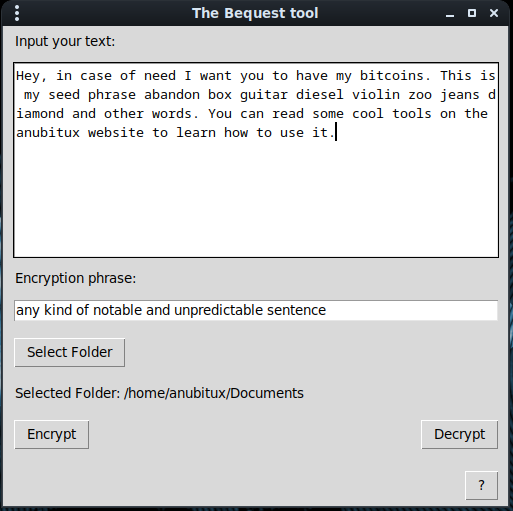 The Bequest tool
Input your text:
Hey, in case of need I want you to have my bitcoins. This is
my seed phrase abandon box guitar diesel violin zoo jeans d
iamond and other words. You can read some cool tools on the
anubitux website to learn how to use it.
Encryption phrase:
any kind of notable and unpredictable sentence
Select Folder
Selected Folder: /home/anubitux/Documents
Encrypt
Decrypt
?